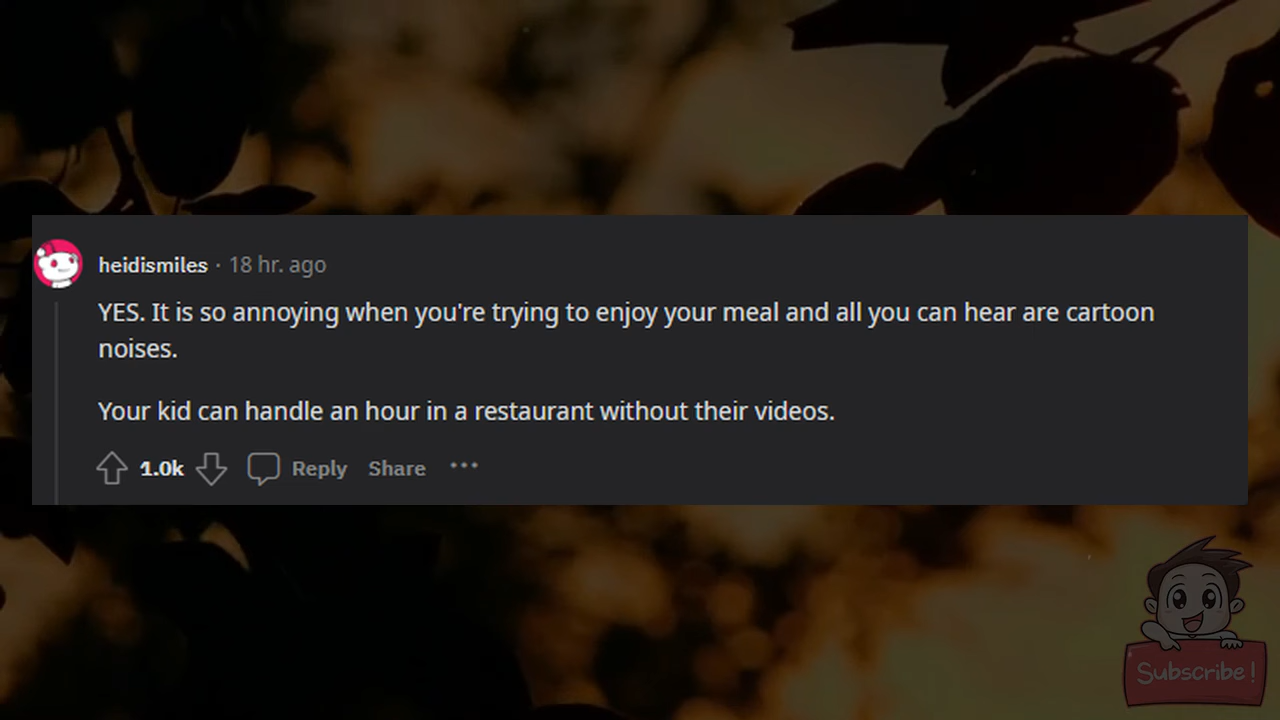 heidismiles · 18 hr. ago
YES. It is so annoying when you're trying to enjoy your meal and all you can hear are cartoon
noises.
Your kid can handle an hour in a restaurant without their videos.
1.0k Reply Share ...
Subscribe!